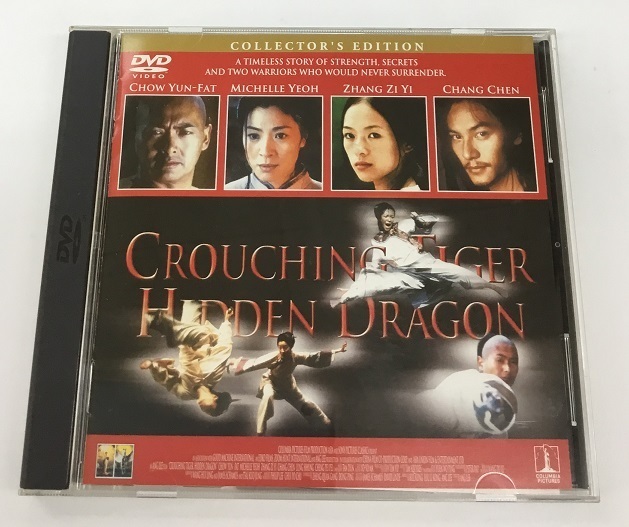 COLLECTOR'S EDITION
DVD
VIDEO
A TIMELESS STORY OF STRENGTH, SECRETS
AND TWO WARRIORS WHO WOULD NEVER SURRENDER.
CHOW YUN-FAT MICHELLE YEOH ZHANG ZI YI CHANG CHEN
DVD
CROUCHING TIGER
HIDDEN DRAGON
COLUMBIA
PICTURES